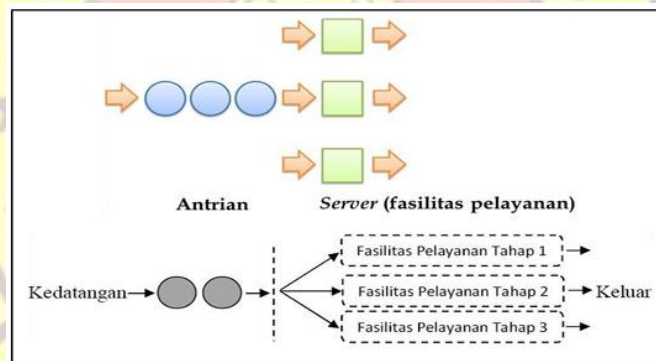 Antrian
Server (fasilitas pelayanan)
Fasilitas Pelayanan Tahap 1
Kedatangan
Fasilitas Pelayanan Tahap 2
Keluar
Fasilitas Pelayanan Tahap 3